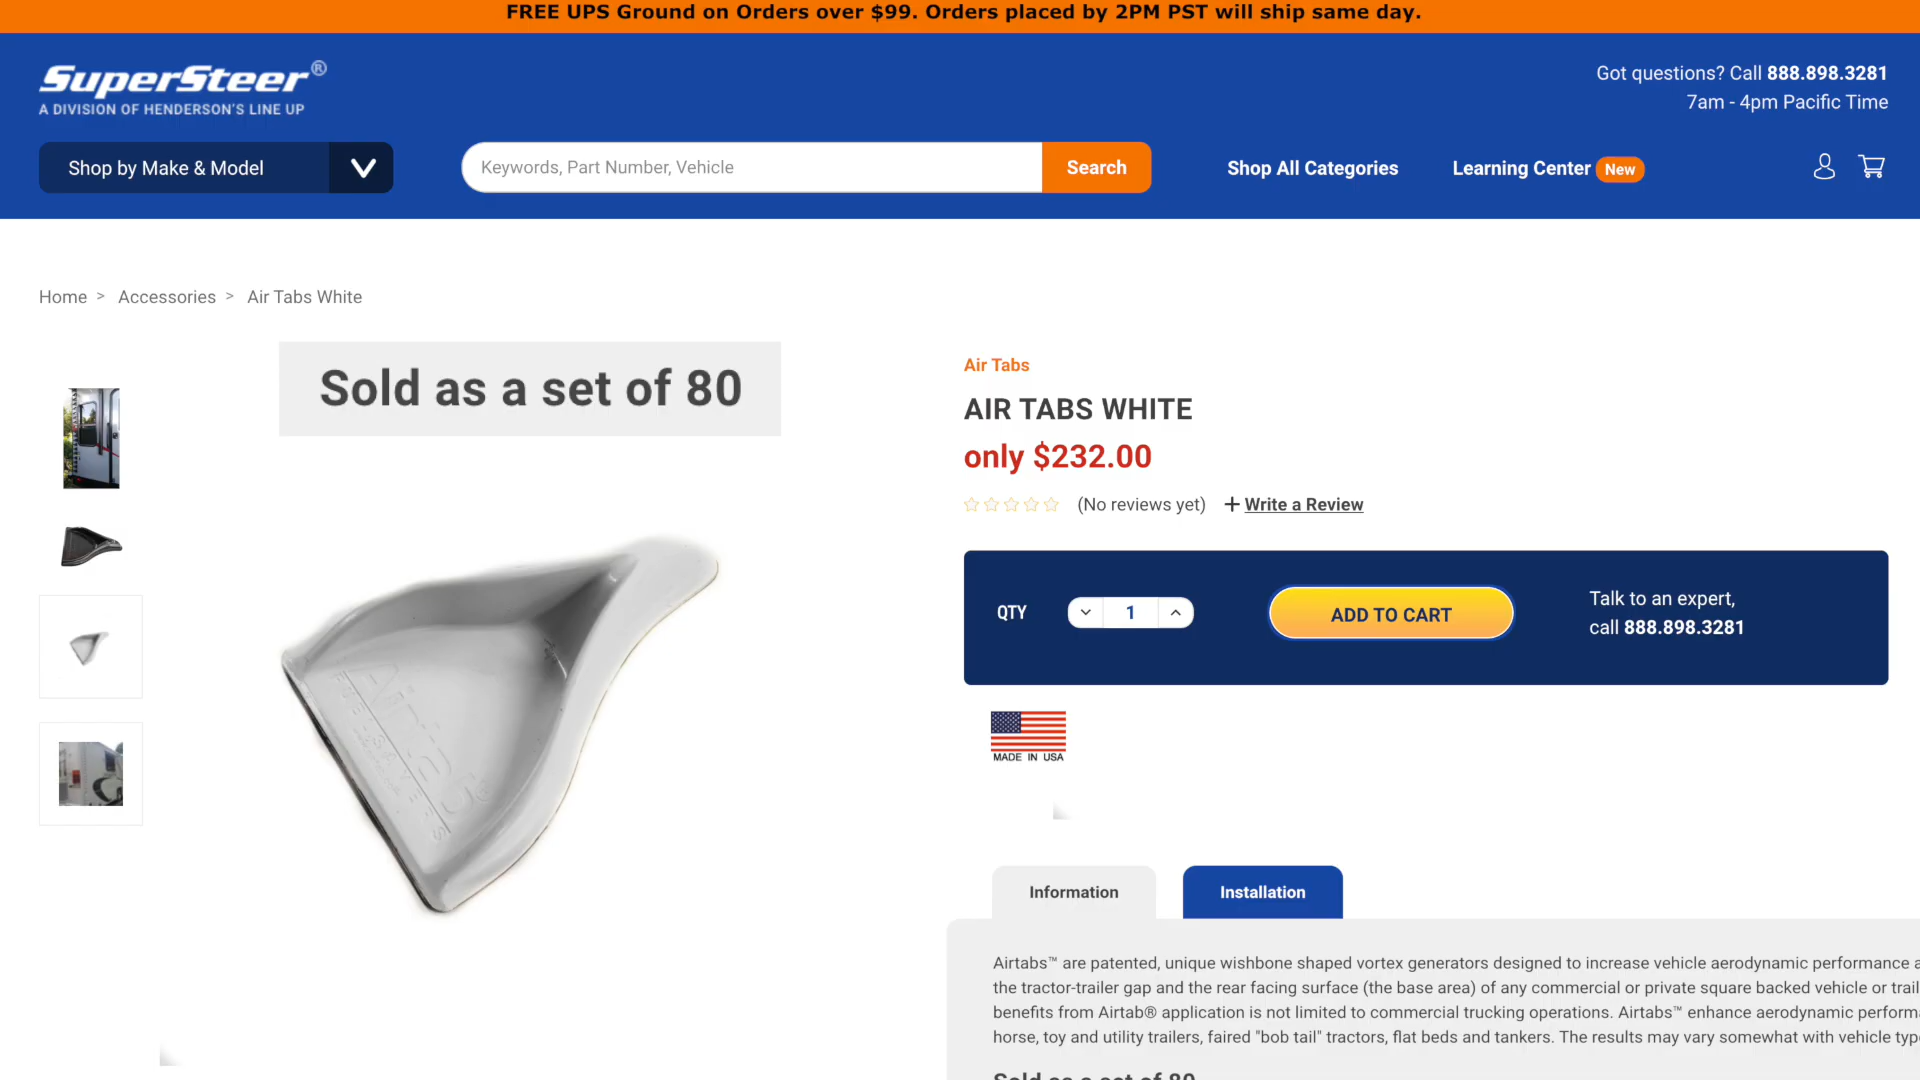 FREE UPS Ground on Orders over $99. Orders placed by 2PM PST will ship same day.
SuperSteer®
A DIVISION OF HENDERSON'S LINE UP
Got questions? Call 888.898.3281
7am - 4pm Pacific Time
Shop by Make & Model
Keywords, Part Number, Vehicle
Search
Shop All Categories
Learning Center New
Home > Accessories > Air Tabs White
Sold as a set of 80
Air Tabs
AIR TABS WHITE
only $232.00
(No reviews yet) + Write a Review
QTY
1
ADD TO CART
Talk to an expert,
call 888.898.3281
MADE IN USA
Airtab®
Information
Installation
Airtabs™ are patented, unique wishbone shaped vortex generators designed to increase vehicle aerodynamic performance a
the tractor-trailer gap and the rear facing surface (the base area) of any commercial or private square backed vehicle or trail
benefits from Airtab® application is not limited to commercial trucking operations. Airtabs™ enhance aerodynamic perform
horse, toy and utility trailers, faired "bob tail" tractors, flat beds and tankers. The results may vary somewhat with vehicle typ
Sold as a set of 80